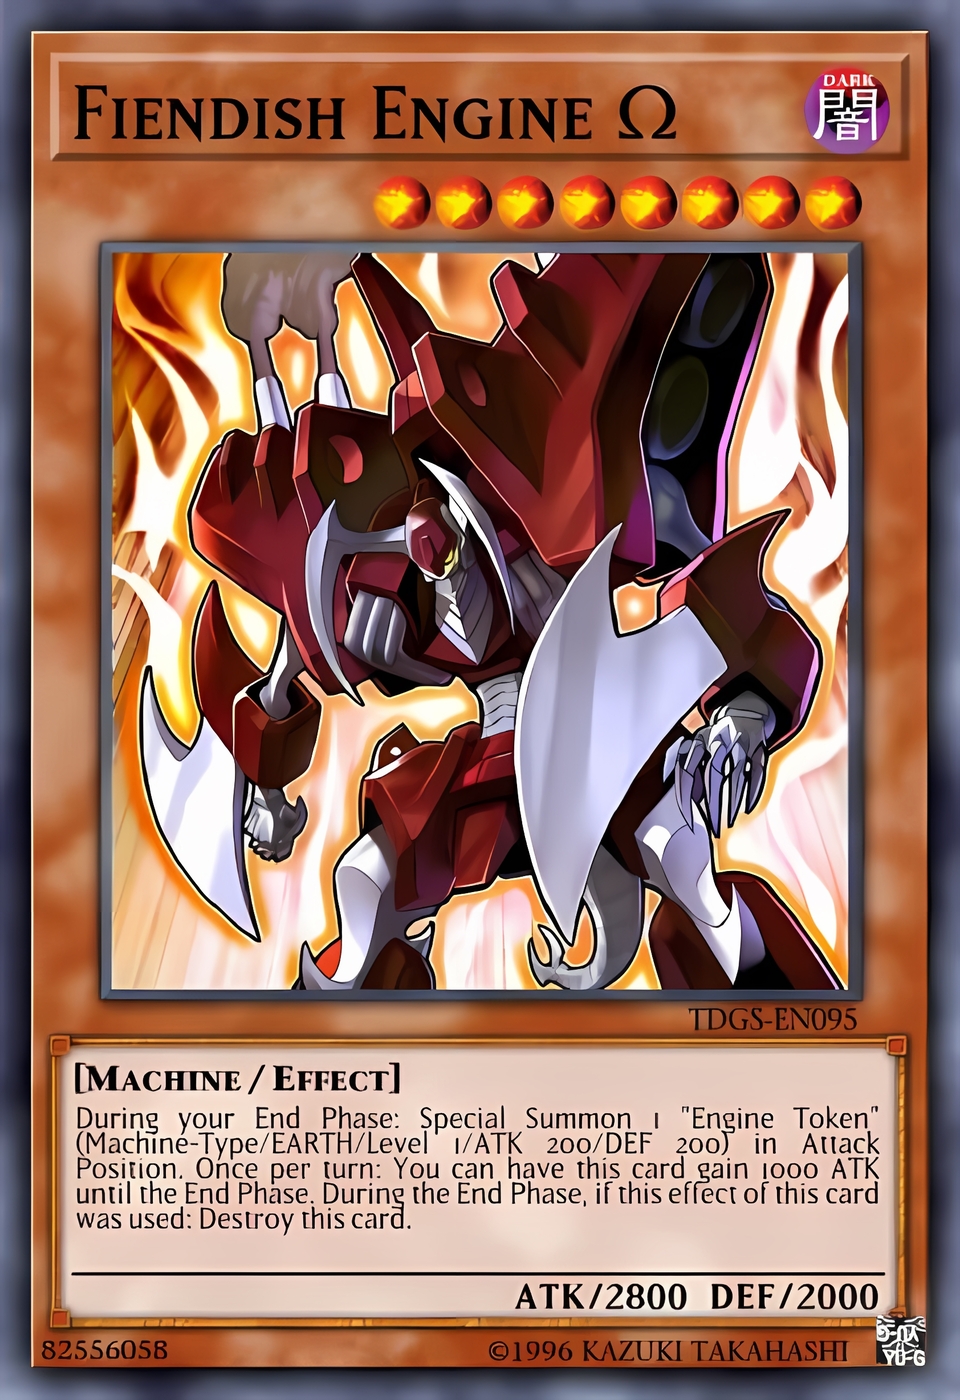 Fiendish Engine Ω
DARK
闇
TDGS-EN095
[Machine / Effect]
During your End Phase: Special Summon 1 "Engine Token"
(Machine-Type/EARTH/Level 1/ATK 200/DEF 200) in Attack
Position. Once per turn: You can have this card gain 1000 ATK
until the End Phase. During the End Phase, if this effect of this card
was used: Destroy this card.
ATK/2800 DEF/2000
82556058
©1996 KAZUKI TAKAHASHI